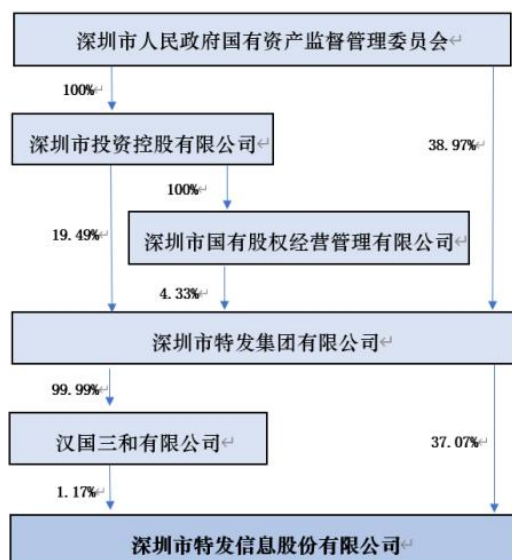 深圳市人民政府国有资产监督管理委员会↵
100%↵
深圳市投资控股有限公司↵
38.97%↵
100%↵
19.49%↵
深圳市国有股权经营管理有限公司↵
4.33%↵
深圳市特发集团有限公司↵
99.99%↵
汉国三和有限公司↵
37.07%↵
1.17%↵
深圳市特发信息股份有限公司↵